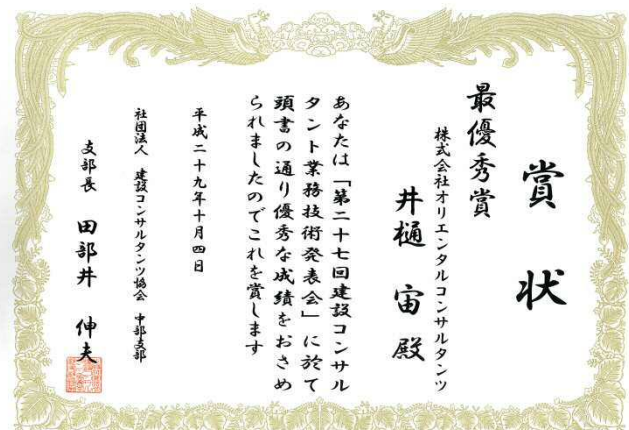 賞状
最優秀賞
株式会社オリエンタルコンサルタンツ
井樋 宙 殿
あなたは「第二十七回建設コンサル
タント業務技術発表会」に於て
頭書の通り優秀な成績をおさめ
られましたのでこれを賞します
平成二十九年十月四日
社団法人 建設コンサルタンツ協会 中部支部
支部長 田部井 伸夫